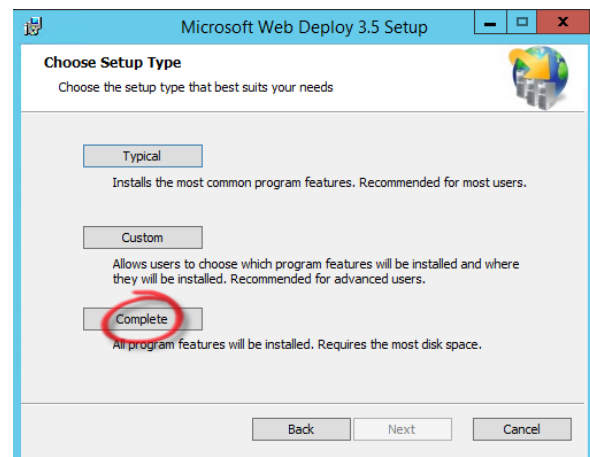 Microsoft Web Deploy 3.5 Setup
Choose Setup Type
Choose the setup type that best suits your needs
Typical
Installs the most common program features. Recommended for most users.
Custom
Allows users to choose which program features will be installed and where
they will be installed. Recommended for advanced users.
Complete
All program features will be installed. Requires the most disk space.
Back
Next
Cancel